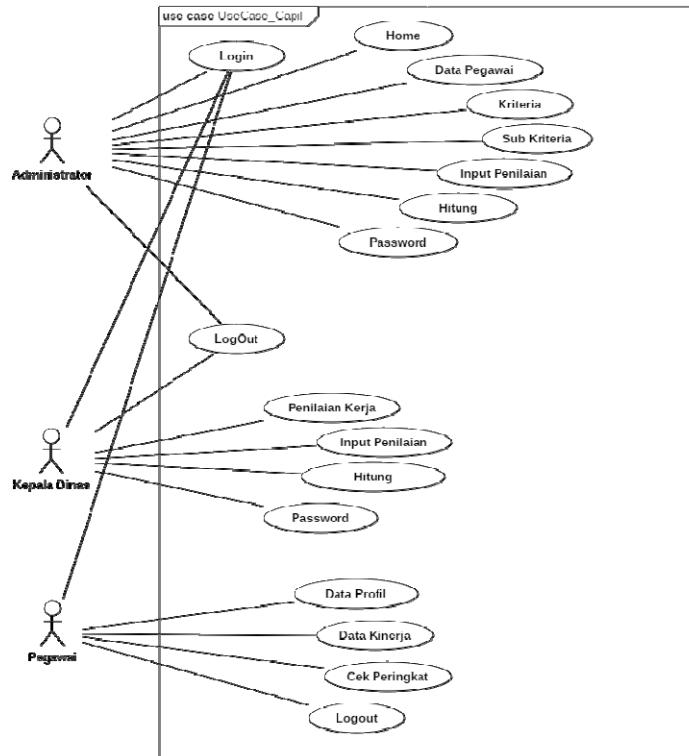 use case UseCase_Capil
Home
Login
Data Pegawai
Kriteria
Sub Kriteria
Administrator
Input Penilaian
Hitung
Password
LogOut
Penilaian Kerja
Input Penilaian
Kepala Dinas
Hitung
Password
Data Profil
Data Kinerja
Pegawai
Cek Peringkat
Logout